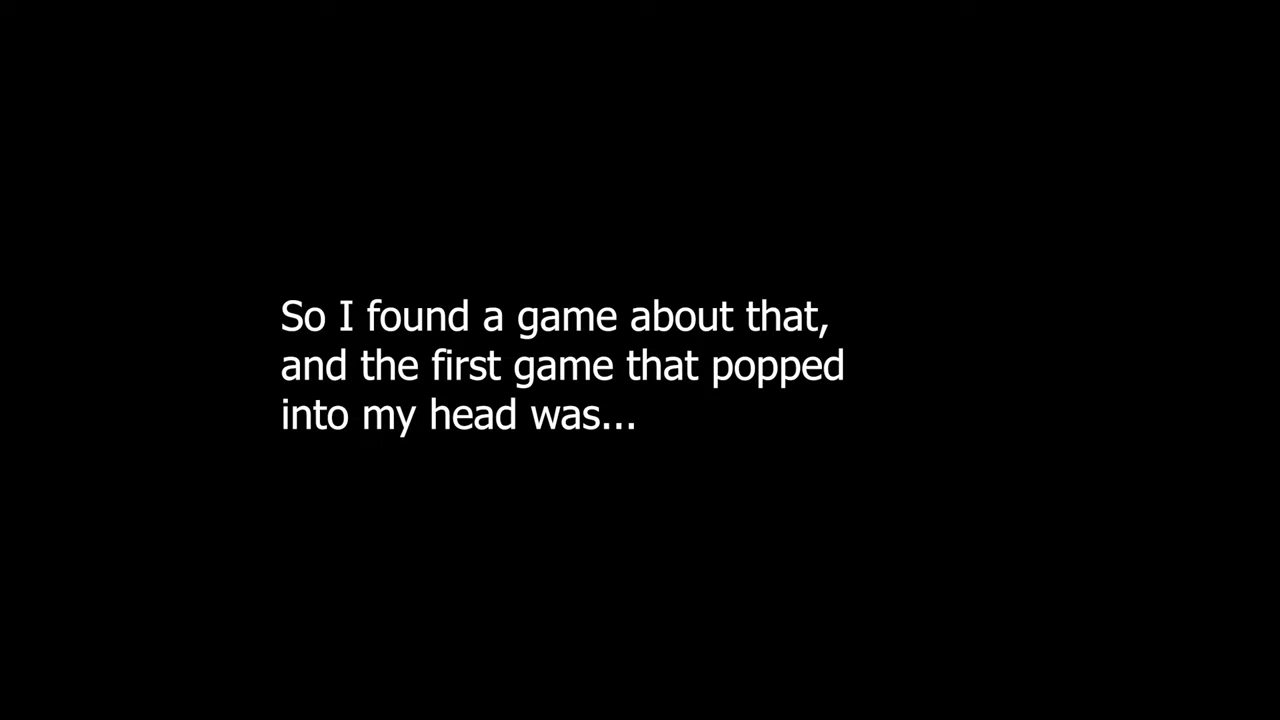 So I found a game about that,
and the first game that popped
into my head was...